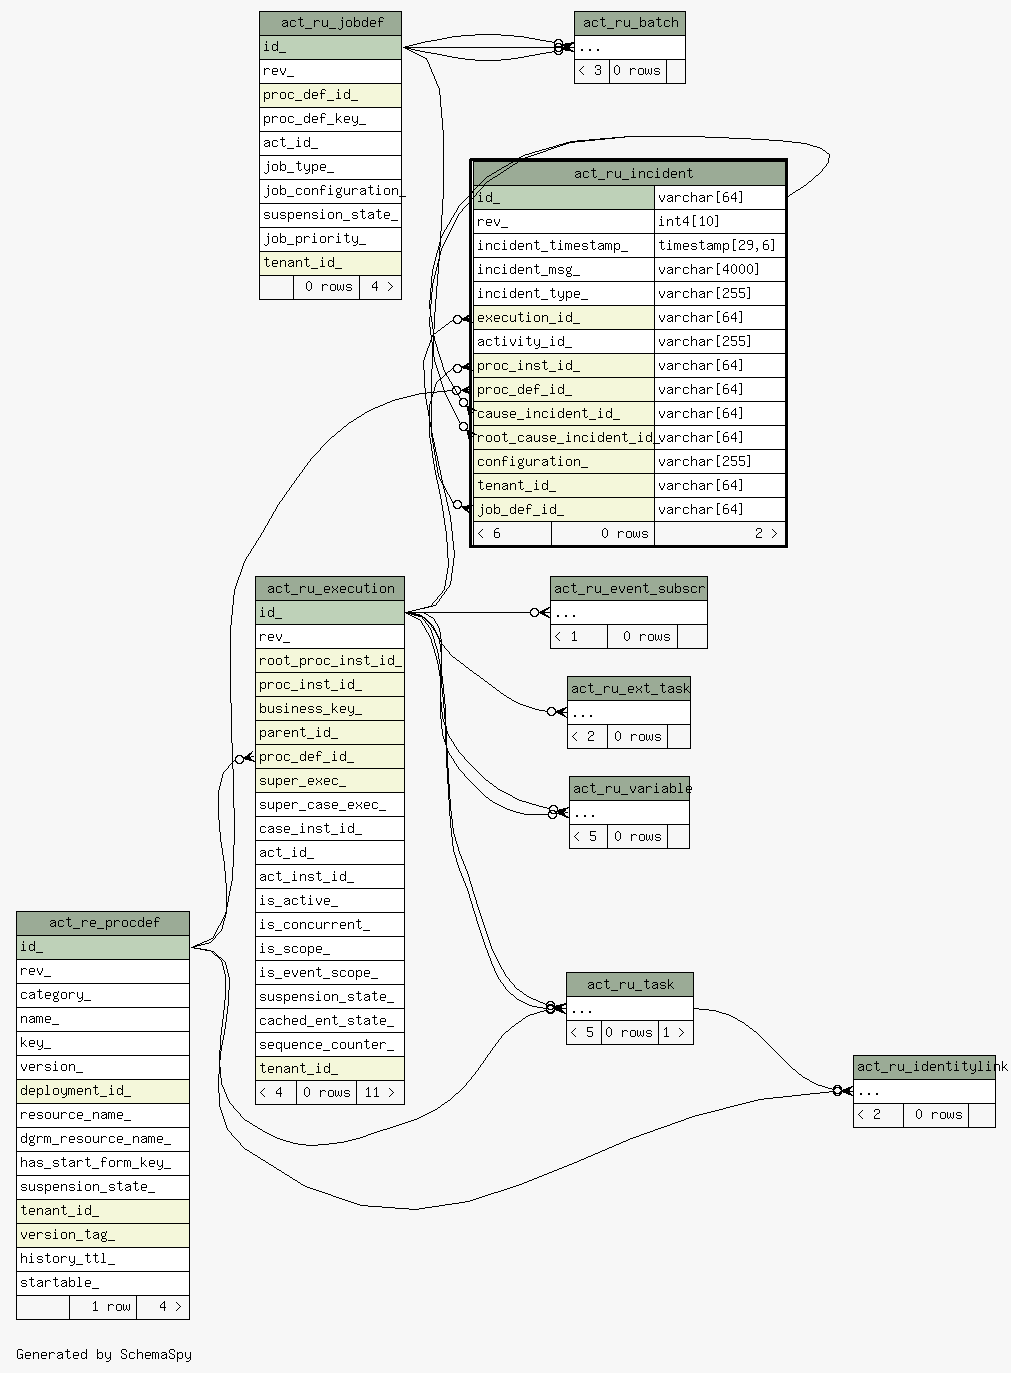 act_ru_jobdef
id_
rev_
proc_def_id_
proc_def_key_
act_id_
job_type_
job_configuration_
suspension_state_
job_priority_
tenant_id_
0 rows 4 >
act_ru_batch
...
< 3 0 rows
act_ru_incident
id_ varchar[64]
rev_ int4[10]
incident_timestamp_ timestamp[29,6]
incident_msg_ varchar[4000]
incident_type_ varchar[255]
execution_id_ varchar[64]
activity_id_ varchar[255]
proc_inst_id_ varchar[64]
proc_def_id_ varchar[64]
cause_incident_id_ varchar[64]
root_cause_incident_id_ varchar[64]
configuration_ varchar[255]
tenant_id_ varchar[64]
job_def_id_ varchar[64]
< 6 0 rows 2 >
act_ru_execution
id_
rev_
root_proc_inst_id_
proc_inst_id_
business_key_
parent_id_
proc_def_id_
super_exec_
super_case_exec_
case_inst_id_
act_id_
act_inst_id_
is_active_
is_concurrent_
is_scope_
is_event_scope_
suspension_state_
cached_ent_state_
sequence_counter_
tenant_id_
< 4 0 rows 11 >
act_ru_event_subscr
...
< 1 0 rows
act_ru_ext_task
...
< 2 0 rows
act_ru_variable
...
< 5 0 rows
act_re_procdef
id_
rev_
category_
name_
key_
version_
deployment_id_
resource_name_
dgrm_resource_name_
has_start_form_key_
suspension_state_
tenant_id_
version_tag_
history_ttl_
startable_
1 row 4 >
act_ru_task
...
< 5 0 rows 1 >
act_ru_identitylink
...
< 2 0 rows
Generated by SchemaSpy